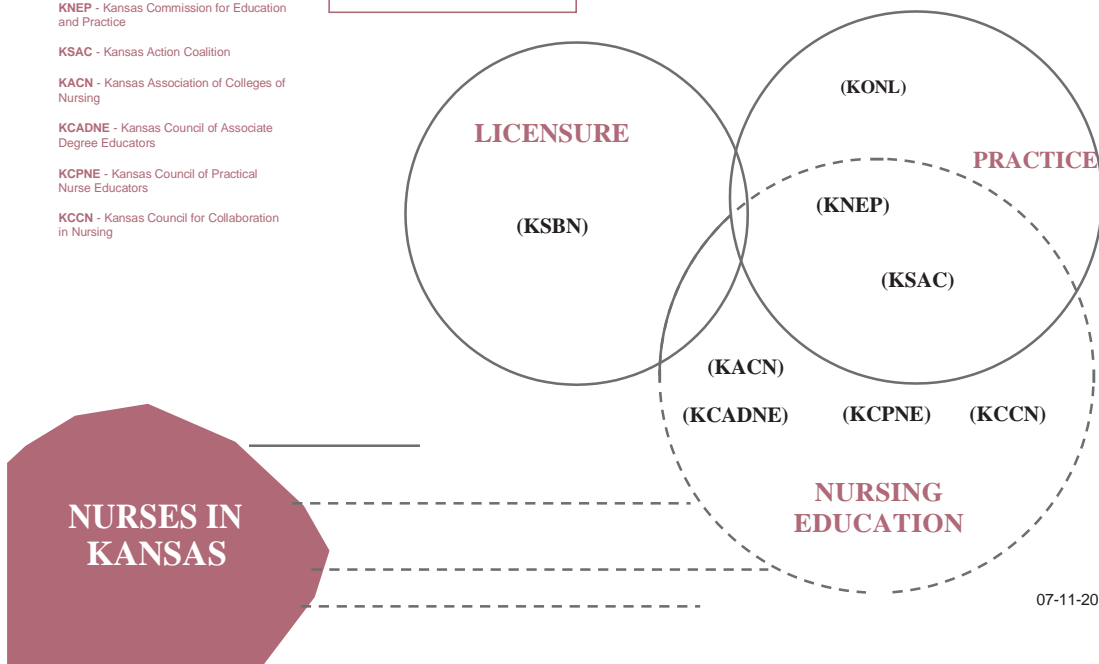 KNEP - Kansas Commission for Education
and Practice
KSAC - Kansas Action Coalition
KACN - Kansas Association of Colleges of
Nursing
KCADNE - Kansas Council of Associate
Degree Educators
KCPNE - Kansas Council of Practical
Nurse Educators
KCCN - Kansas Council for Collaboration
in Nursing
(KONL)
LICENSURE
PRACTICE
(KNEP)
(KSBN)
(KSAC)
(KACN)
(KCADNE)
(KCPNE)
(KCCN)
NURSING
EDUCATION
NURSES IN
KANSAS
07-11-20